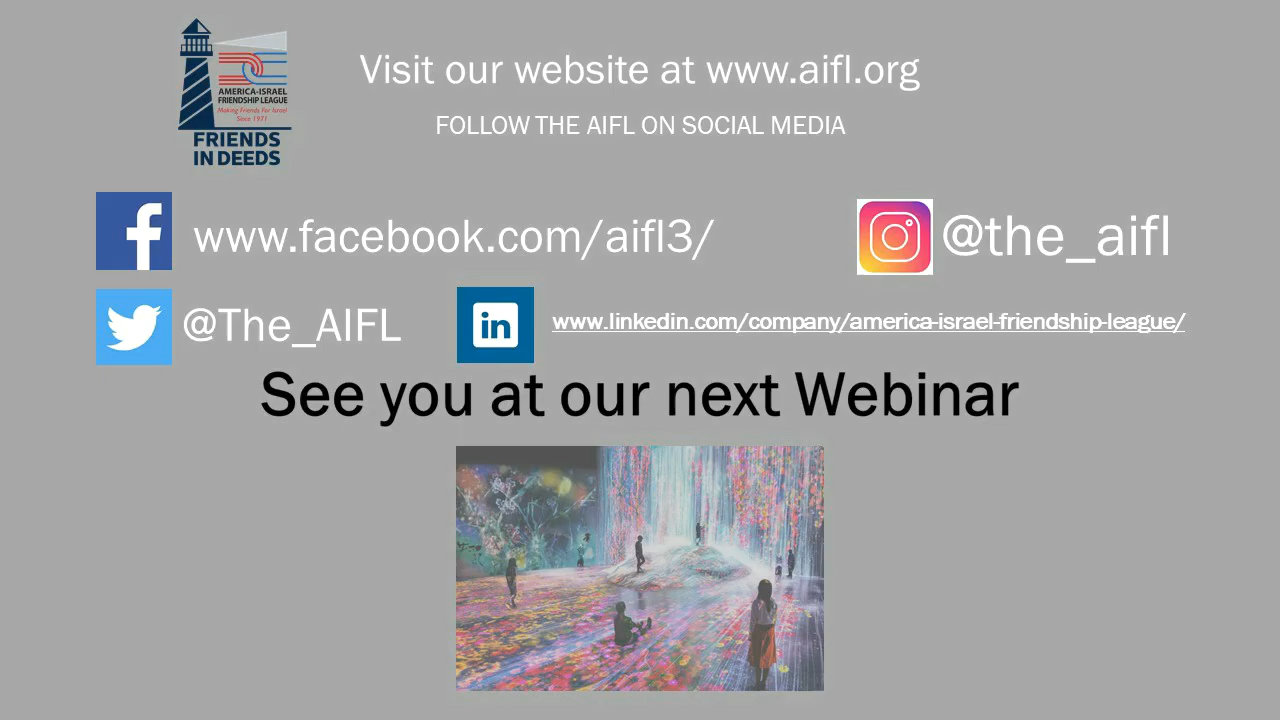 AMERICA-ISRAEL
FRIENDSHIP LEAGUE
Making Friends For Israel
Since 1971
FRIENDS
IN DEEDS
Visit our website at www.aifl.org
FOLLOW THE AIFL ON SOCIAL MEDIA
www.facebook.com/aifl3/
@the_aifl
@The_AIFL
in
www.linkedin.com/company/america-israel-friendship-league/
See you at our next Webinar